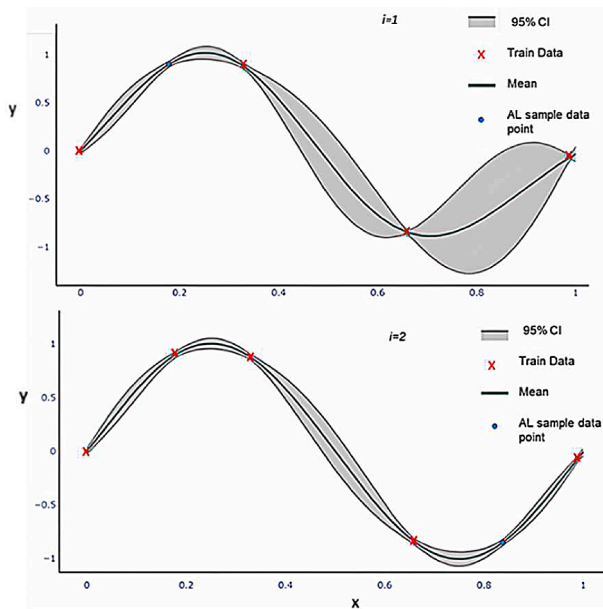 i=1
95% CI
Train Data
Mean
AL sample data
point
y
1
0.5
0
−0.5
−1
0 0.2 0.4 0.6 0.8 1
i=2
95% CI
Train Data
Mean
AL sample data
point
y
1
0.5
0
−0.5
−1
0 0.2 0.4 0.6 0.8 1
x